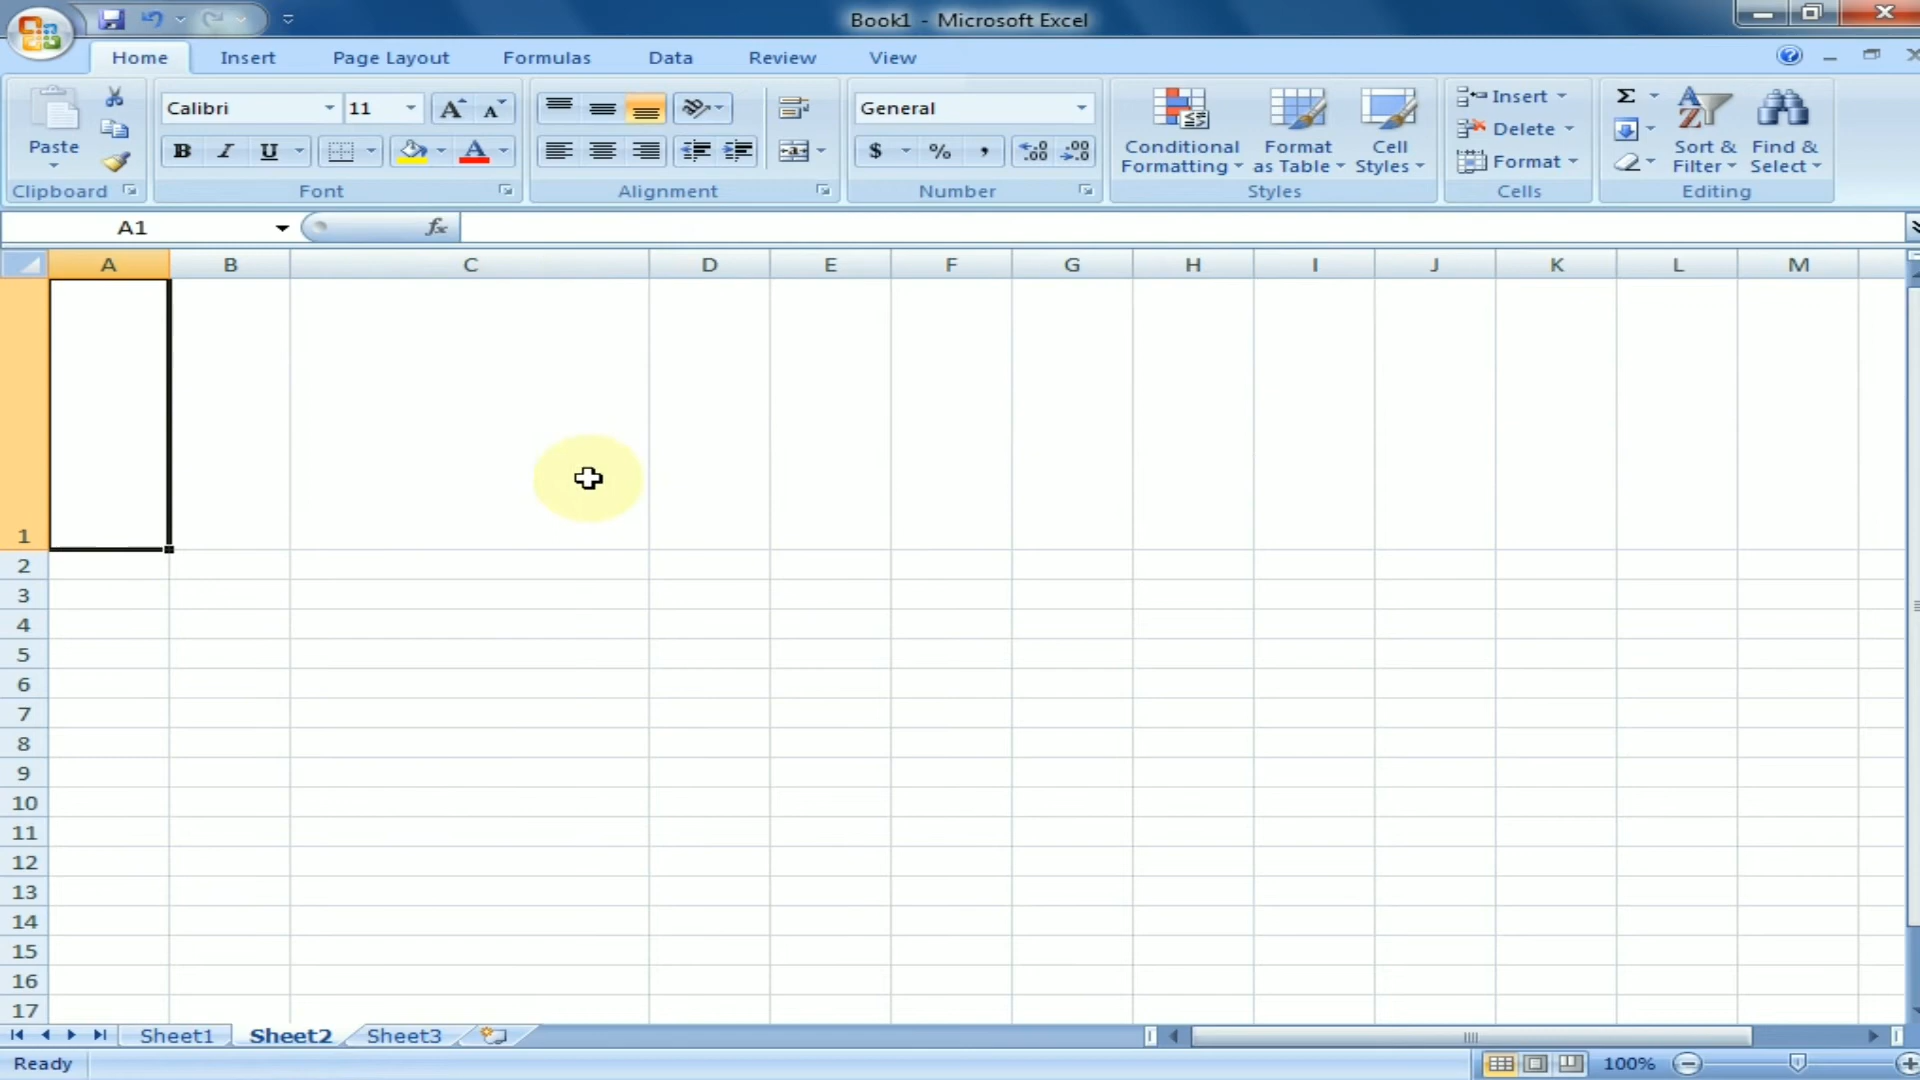 Book1 - Microsoft Excel
Home Insert Page Layout Formulas Data Review View
Paste
Clipboard
Calibri 11
B I U A
Font
Alignment
General
$ % ,
Number
Conditional Formatting
Format as Table
Cell Styles
Styles
Insert
Delete
Format
Cells
Σ
Sort & Filter
Find & Select
Editing
A1 fx
A B C D E F G H I J K L M
1
2
3
4
5
6
7
8
9
10
11
12
13
14
15
16
17
Sheet1 Sheet2 Sheet3
Ready 100%